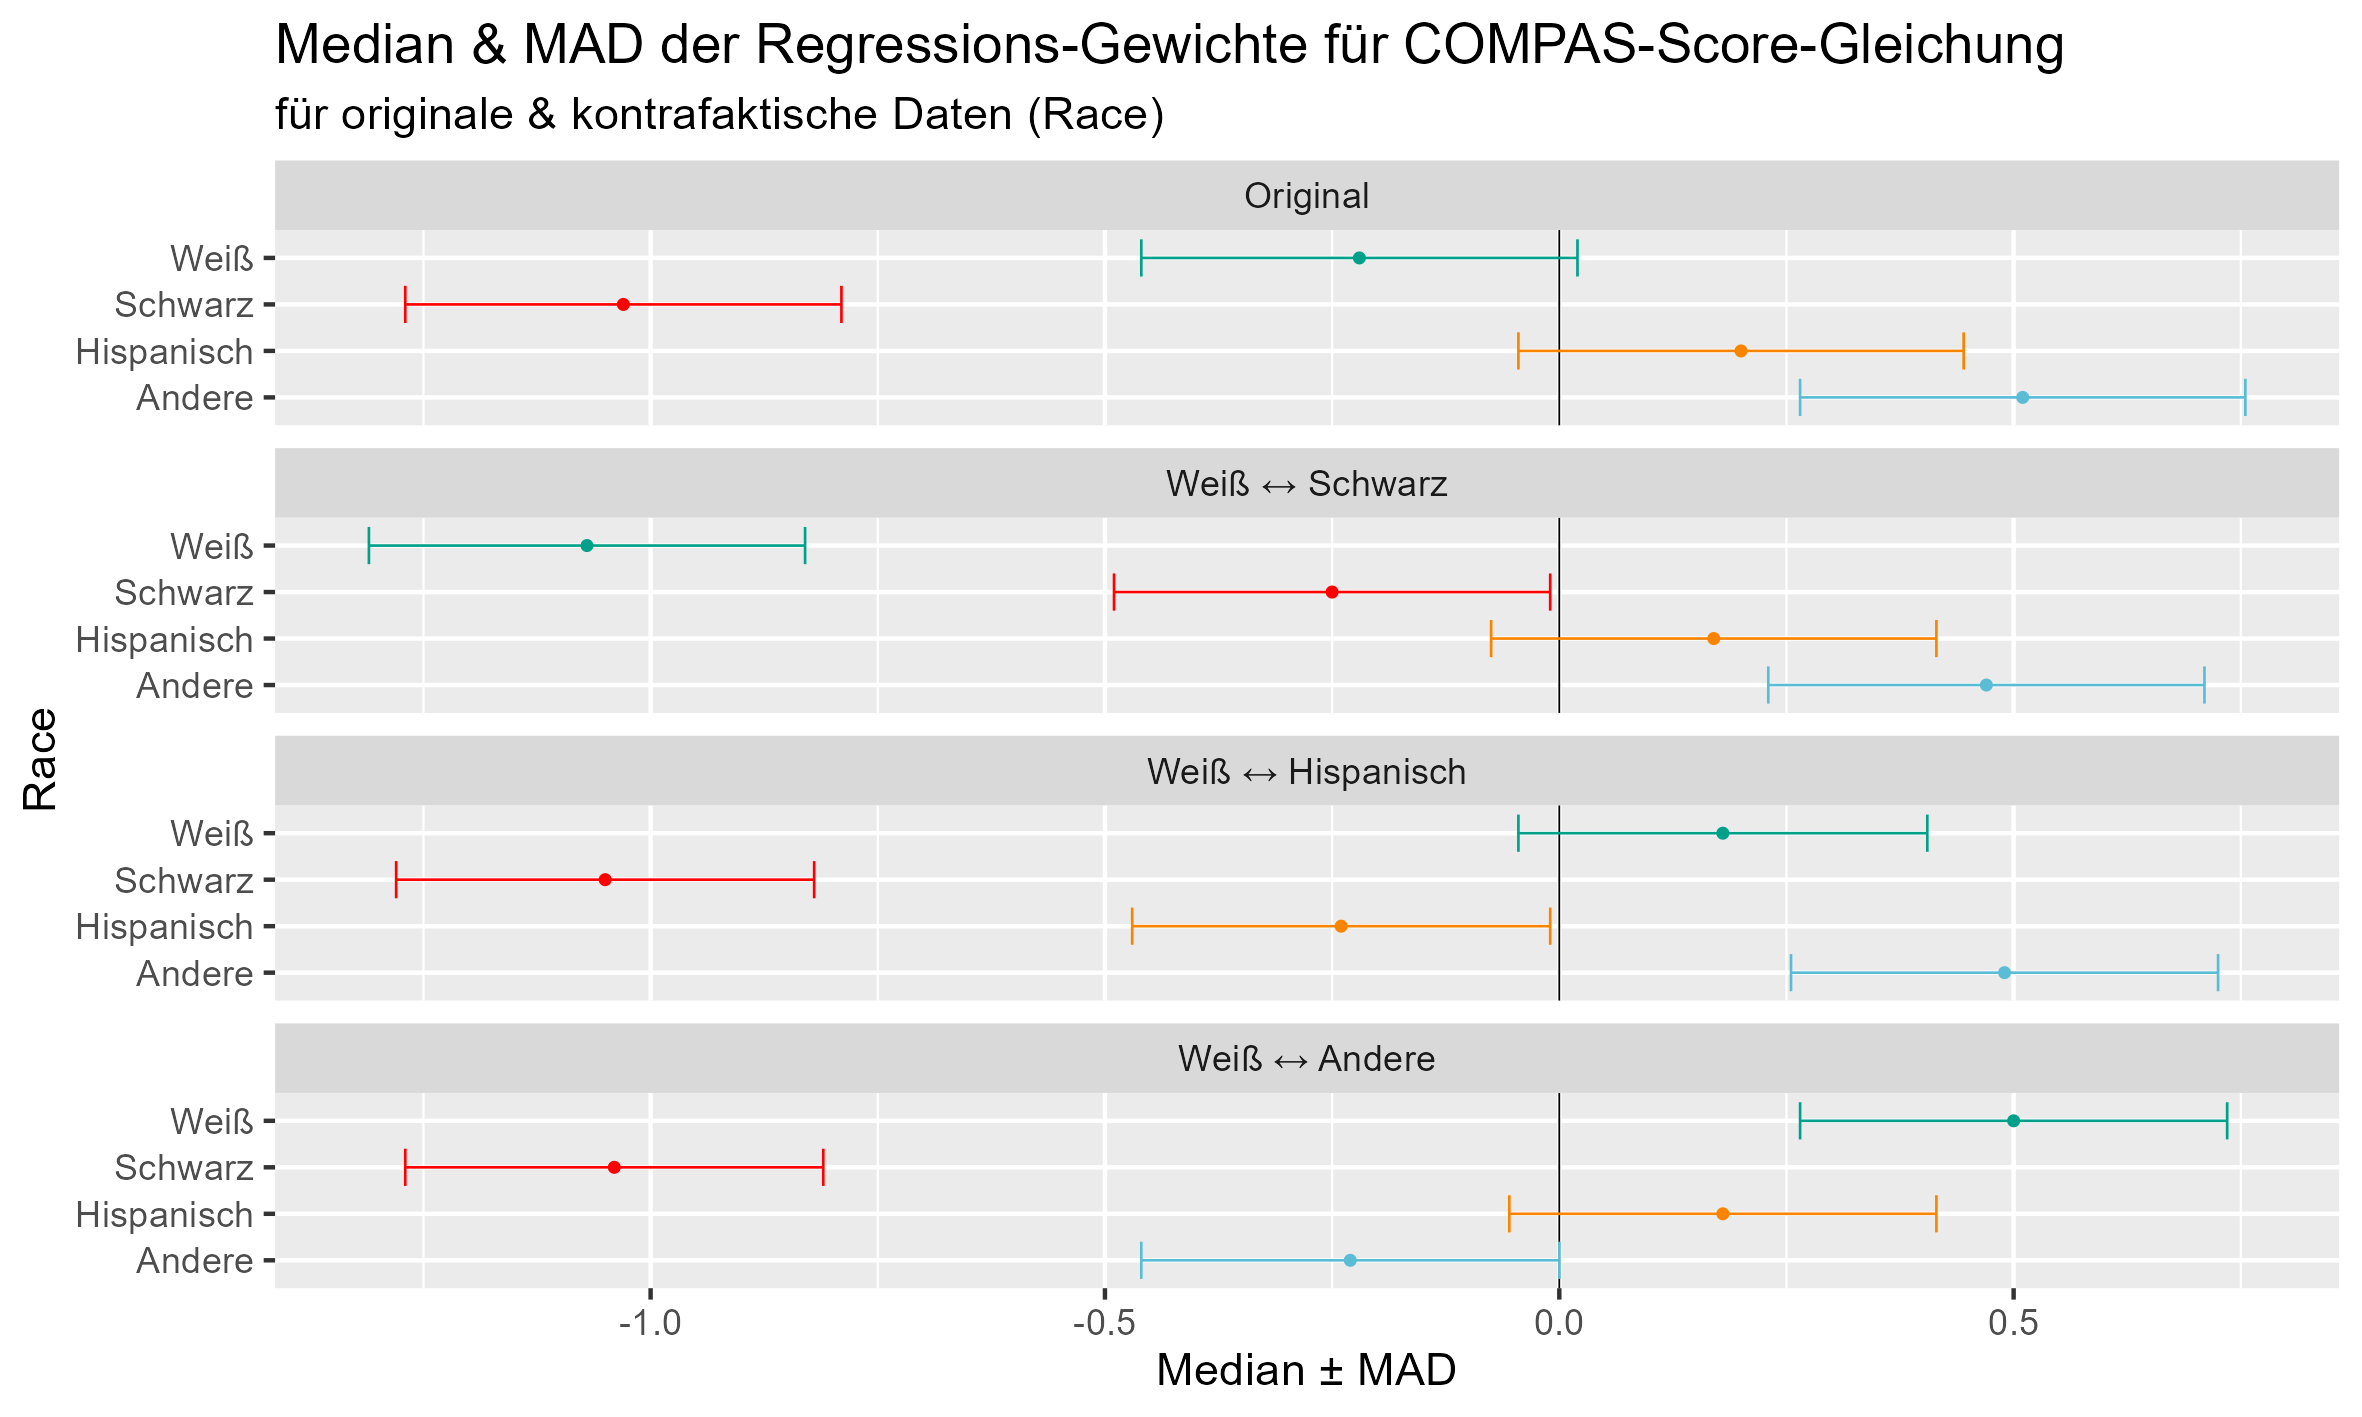 Median & MAD der Regressions-Gewichte für COMPAS-Score-Gleichung
für originale & kontrafaktische Daten (Race)
Original
Weiß
Schwarz
Hispanisch
Andere
Weiß ↔ Schwarz
Weiß
Schwarz
Hispanisch
Andere
Race
Weiß ↔ Hispanisch
Weiß
Schwarz
Hispanisch
Andere
Weiß ↔ Andere
Weiß
Schwarz
Hispanisch
Andere
-1.0 -0.5 0.0 0.5
Median ± MAD